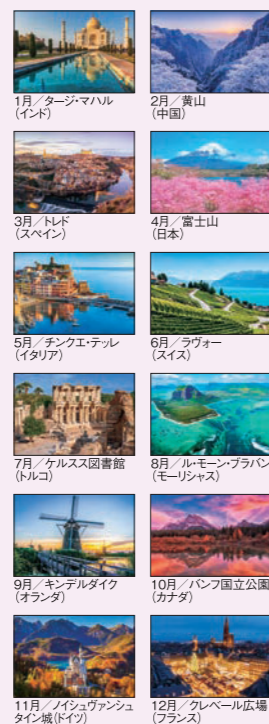 1月／タージ・マハル
（インド）
2月／黄山
（中国）
3月／トレド
（スペイン）
4月／富士山
（日本）
5月／チンクエ・テッレ
（イタリア）
6月／ラヴォー
（スイス）
7月／ケルスス図書館
（トルコ）
8月／ル・モーン・ブラバン
（モーリシャス）
9月／キンデルダイク
（オランダ）
10月／バンフ国立公園
（カナダ）
11月／ノイシュヴァンシュ
タイン城（ドイツ）
12月／クレベール広場
（フランス）